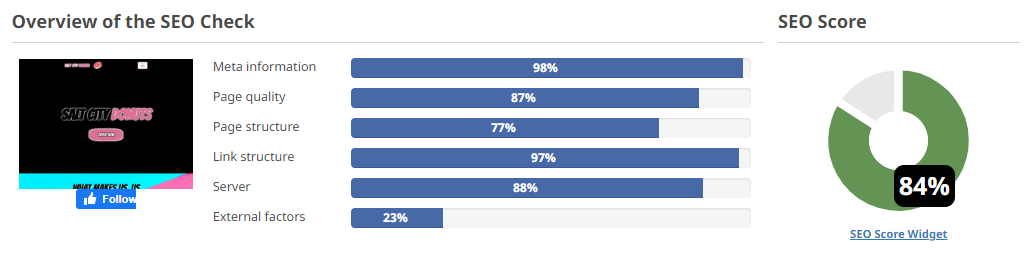 Overview of the SEO Check
SEO Score
SALT CITY DONUTS
WHAT MAKES US, US
Follow
Meta information 98%
Page quality 87%
Page structure 77%
Link structure 97%
Server 88%
External factors 23%
84%
SEO Score Widget